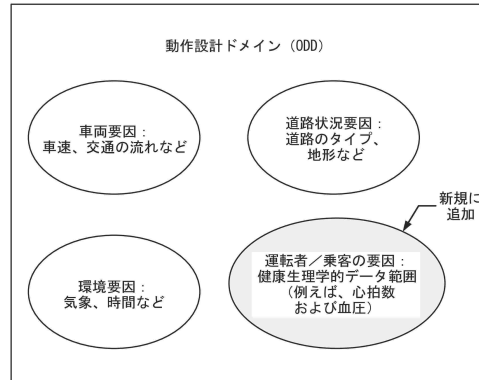 動作設計ドメイン（ODD）
車両要因：
車速、交通の流れなど
道路状況要因：
道路のタイプ、
地形など
新規に
追加
環境要因：
気象、時間など
運転者／乗客の要因：
健康生理学的データ範囲
（例えば、心拍数
および血圧）